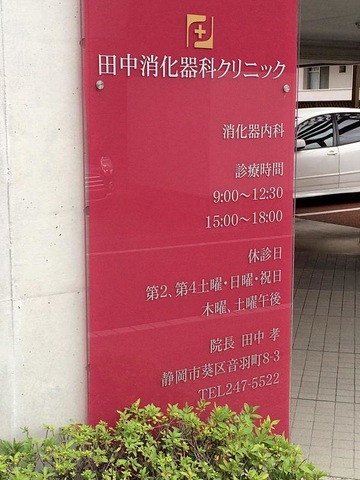 田中消化器科クリニック
消化器内科
診療時間
9:00～12:30
15:00～18:00
休診日
第2、第4土曜・日曜・祝日
木曜、土曜午後
院長 田中 孝
静岡市葵区音羽町8-3
TEL247-5522